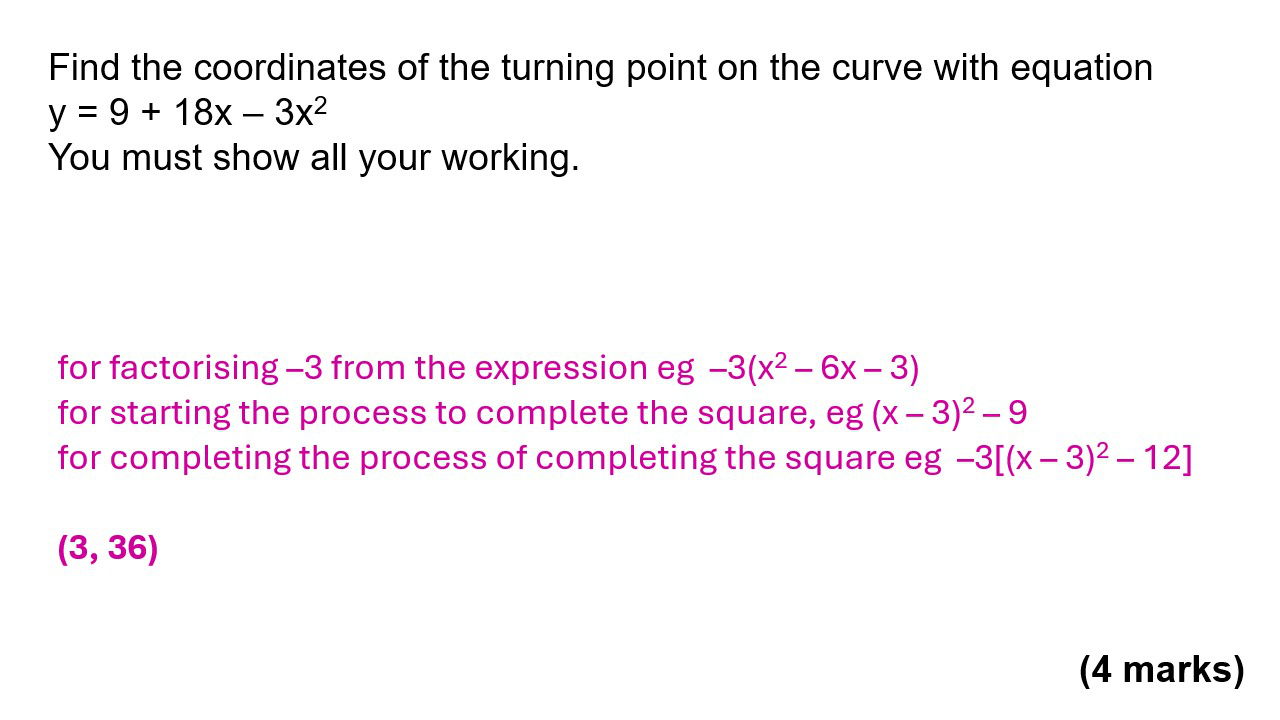 Find the coordinates of the turning point on the curve with equation
y = 9 + 18x – 3x²
You must show all your working.
for factorising –3 from the expression eg –3(x² – 6x – 3)
for starting the process to complete the square, eg (x – 3)² – 9
for completing the process of completing the square eg –3[(x – 3)² – 12]
(3, 36)
(4 marks)